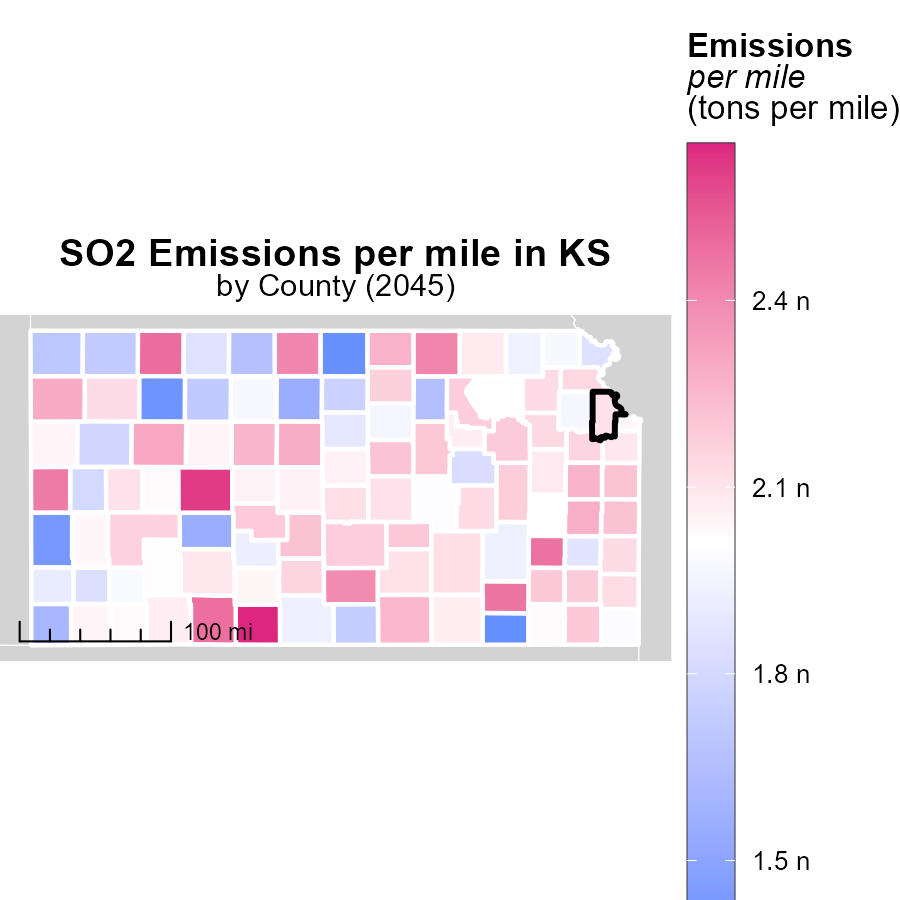 SO2 Emissions per mile in KS
by County (2045)
100 mi
Emissions
per mile
(tons per mile)
2.4 n
2.1 n
1.8 n
1.5 n